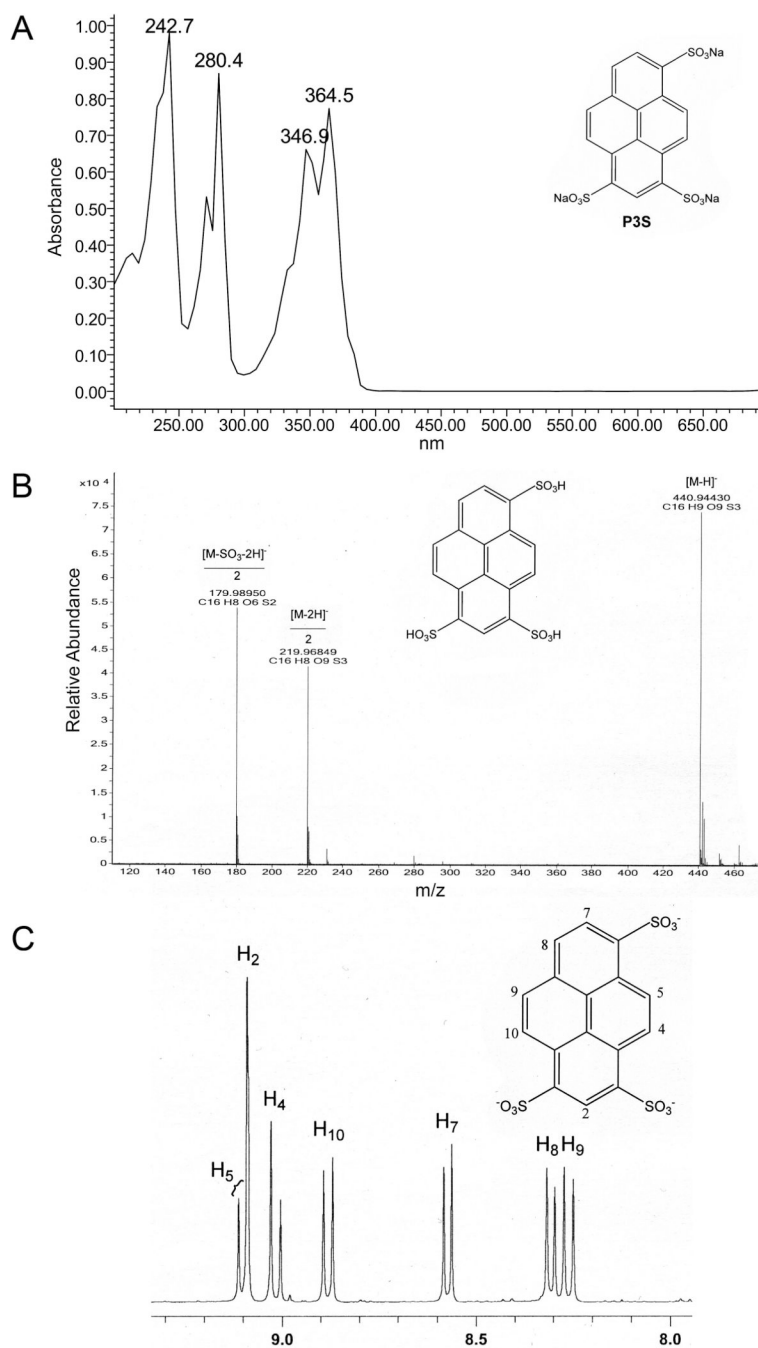 A
1.00
0.90
0.80
0.70
0.60
0.50
0.40
0.30
0.20
0.10
0.00
Absorbance
242.7
280.4
346.9
364.5
SO₃Na
NaO₃S
SO₃Na
P3S
250.00 300.00 350.00 400.00 450.00 500.00 550.00 600.00 650.00
nm
B
×10 ⁴
7.5
7
6.5
6
5.5
5
4.5
4
3.5
3
2.5
2
1.5
1
0.5
0
Relative Abundance
[M-SO₃-2H]⁻
2
179.98950
C16 H8 O6 S2
[M-2H]⁻
2
219.96849
C16 H8 O9 S3
SO₃H
HO₃S
SO₃H
[M-H]⁻
440.94430
C16 H9 O9 S3
120 140 160 180 200 220 240 260 280 300 320 340 360 380 400 420 440 460
m/z
C
H₅
H₂
H₄
H₁₀
H₇
H₈ H₉
7
SO₃⁻
8
9
5
10
4
⁻O₃S
2
SO₃⁻
9.0 8.5 8.0